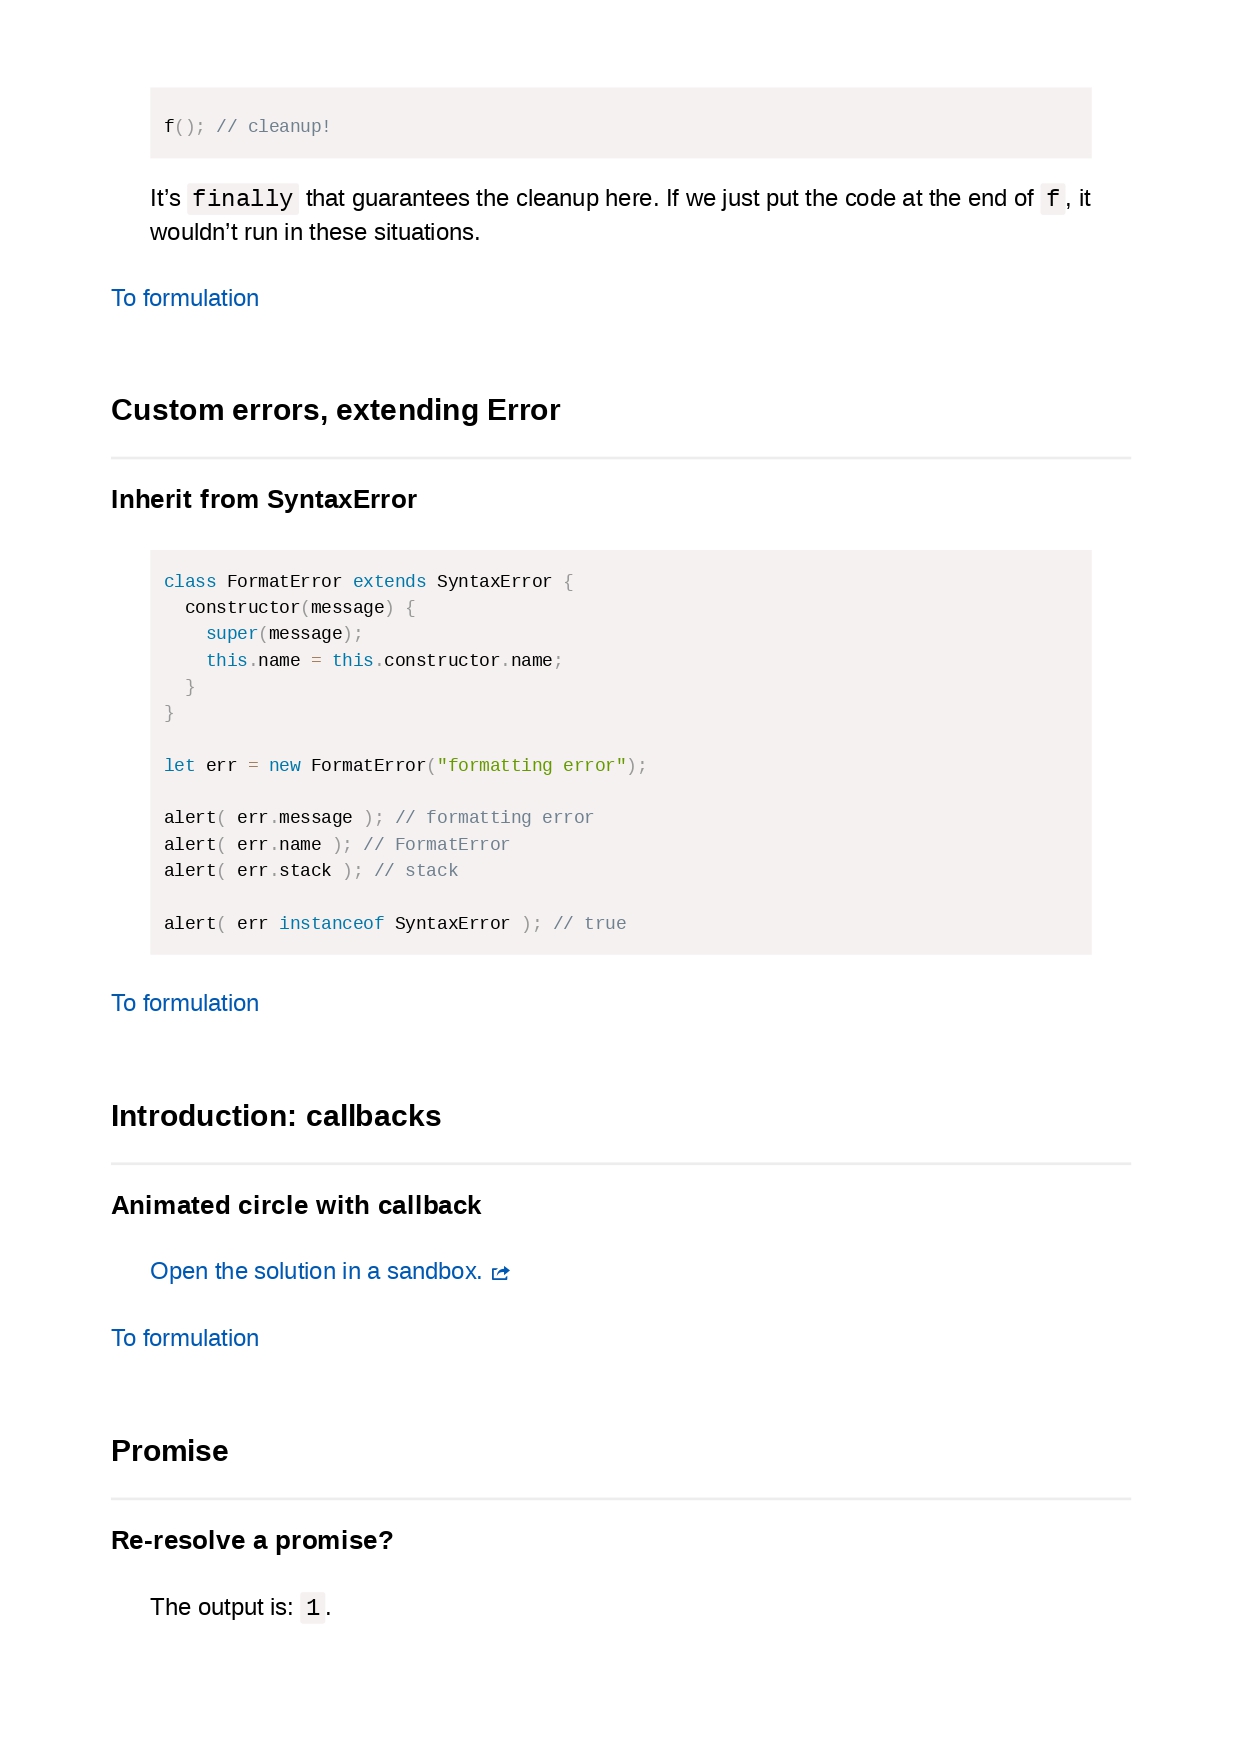 f(); // cleanup!
It’s finally that guarantees the cleanup here. If we just put the code at the end of f, it
wouldn’t run in these situations.
To formulation
Custom errors, extending Error
Inherit from SyntaxError
class FormatError extends SyntaxError {
  constructor(message) {
    super(message);
    this.name = this.constructor.name;
  }
}
let err = new FormatError("formatting error");
alert( err.message ); // formatting error
alert( err.name ); // FormatError
alert( err.stack ); // stack
alert( err instanceof SyntaxError ); // true
To formulation
Introduction: callbacks
Animated circle with callback
Open the solution in a sandbox.
To formulation
Promise
Re-resolve a promise?
The output is: 1.